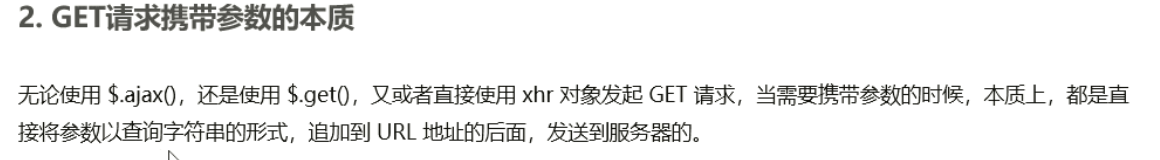 2. GET请求携带参数的本质
无论使用 $.ajax()，还是使用 $.get()，又或者直接使用 xhr 对象发起 GET 请求，当需要携带参数的时候，本质上，都是直
接将参数以查询字符串的形式，追加到 URL 地址的后面，发送到服务器的。